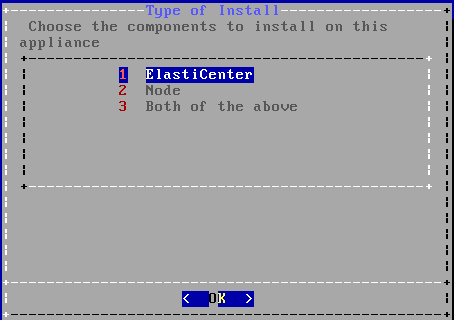 Type of Install
Choose the components to install on this
appliance
1 ElastiCenter
2 Node
3 Both of the above
< OK >